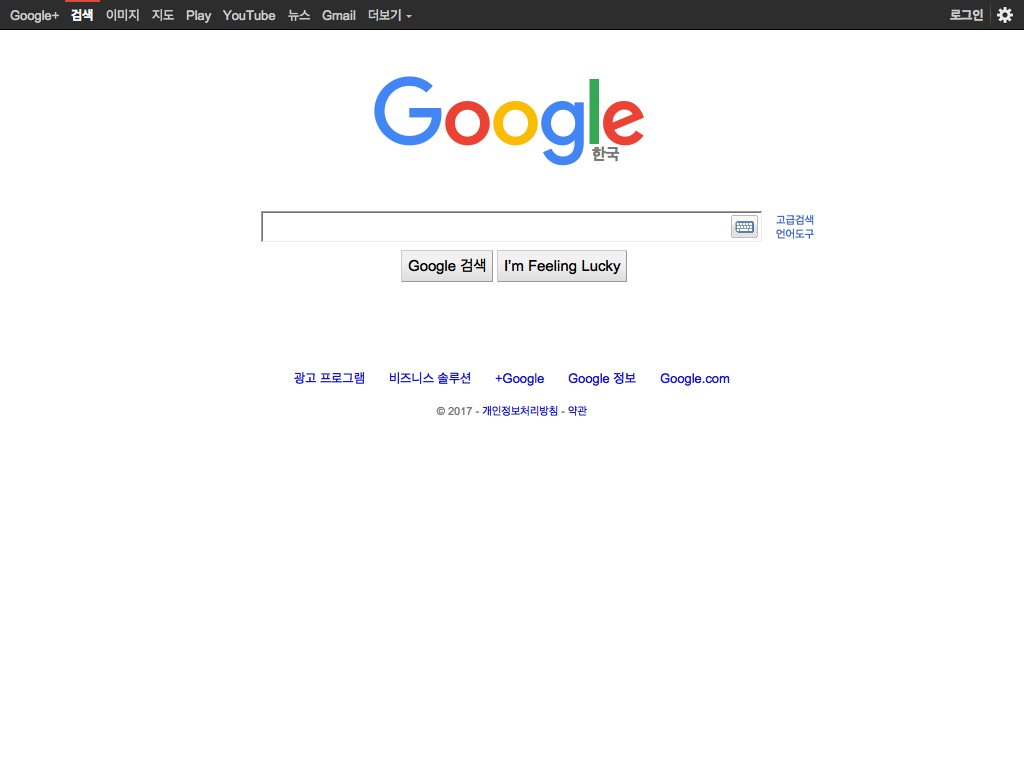 Google+ 검색 이미지 지도 Play YouTube 뉴스 Gmail 더보기 로그인
Google
한국
고급검색
언어도구
Google 검색 I'm Feeling Lucky
광고 프로그램 비즈니스 솔루션 +Google Google 정보 Google.com
© 2017 - 개인정보처리방침 - 약관